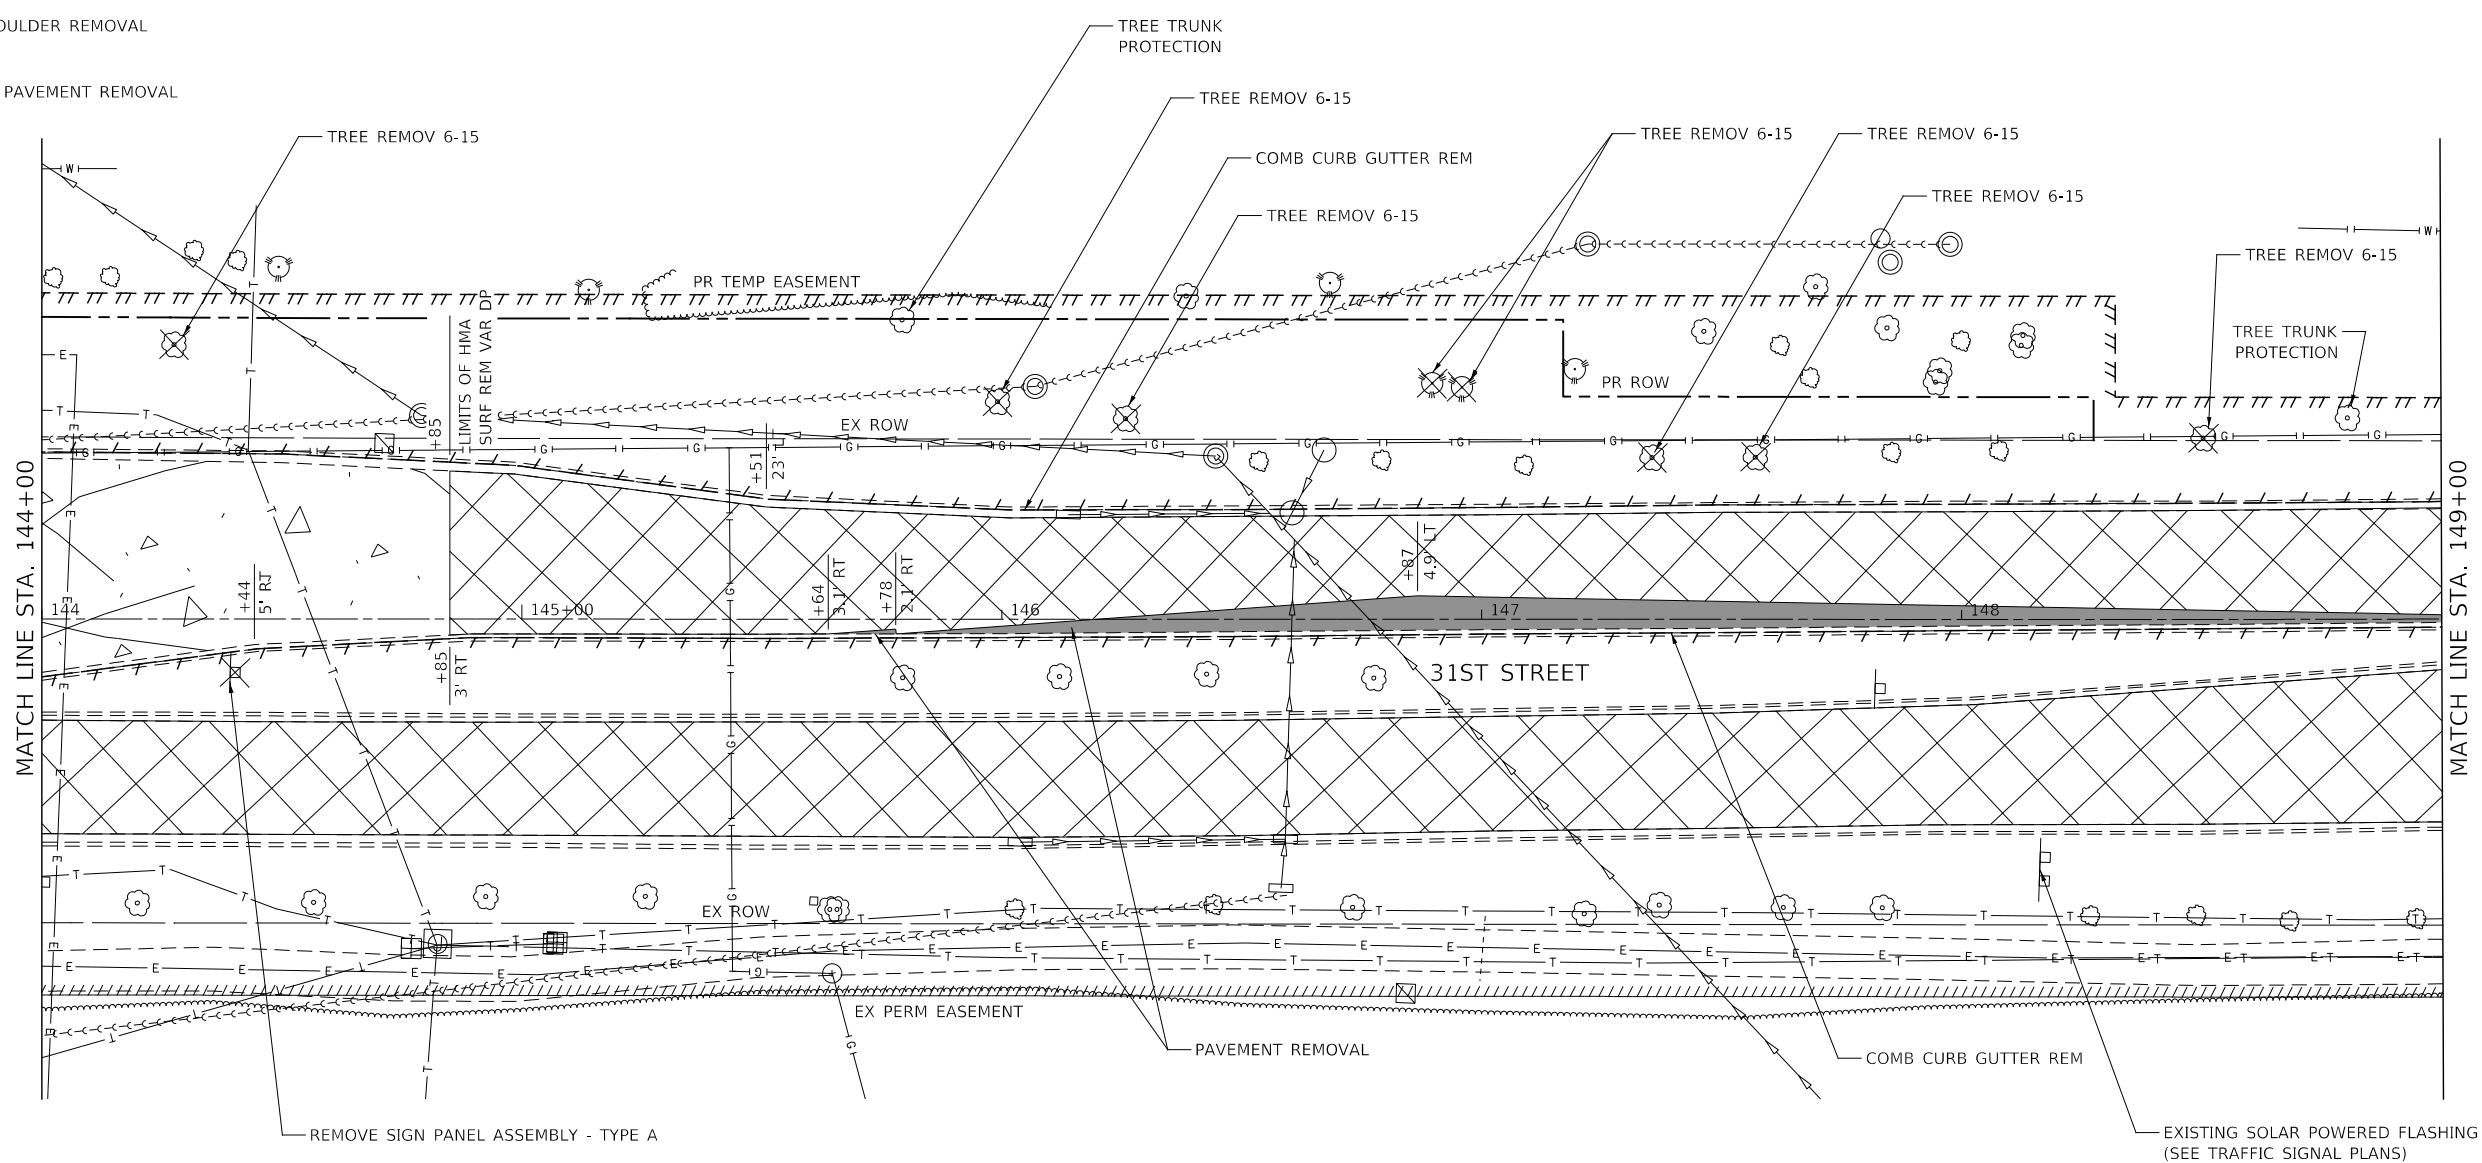 OULDER REMOVAL
PAVEMENT REMOVAL
TREE TRUNK
PROTECTION
TREE REMOV 6-15
TREE REMOV 6-15
COMB CURB GUTTER REM
TREE REMOV 6-15
TREE REMOV 6-15
TREE REMOV 6-15
TREE REMOV 6-15
TREE REMOV 6-15
TREE TRUNK
PROTECTION
PR TEMP EASEMENT
LIMITS OF HMA
SURF REM VAR DP
+85
EX ROW
PR ROW
+51
23'
MATCH LINE STA. 144+00
MATCH LINE STA. 149+00
+44
5' RT
+64
3.1' RT
+78
2.1' RT
+87
4.9' LT
144
145+00
146
147
148
+85
3' RT
31ST STREET
EX ROW
EX PERM EASEMENT
PAVEMENT REMOVAL
COMB CURB GUTTER REM
REMOVE SIGN PANEL ASSEMBLY - TYPE A
EXISTING SOLAR POWERED FLASHING
(SEE TRAFFIC SIGNAL PLANS)
W
W
E
T
T
G
G
G
G
G
G
E
T